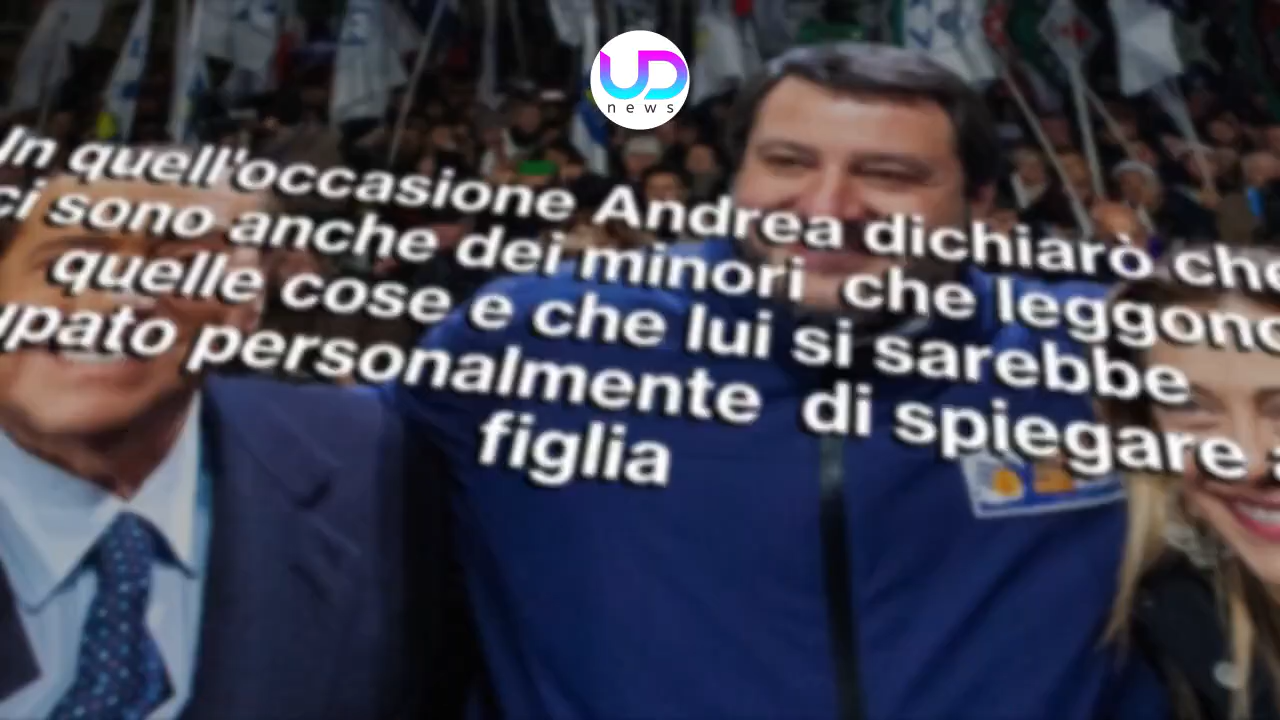 UD
news
In quell'occasione Andrea dichiarò che
ci sono anche dei minori che leggono
quelle cose e che lui si sarebbe
personalmente di spiegare
figlia